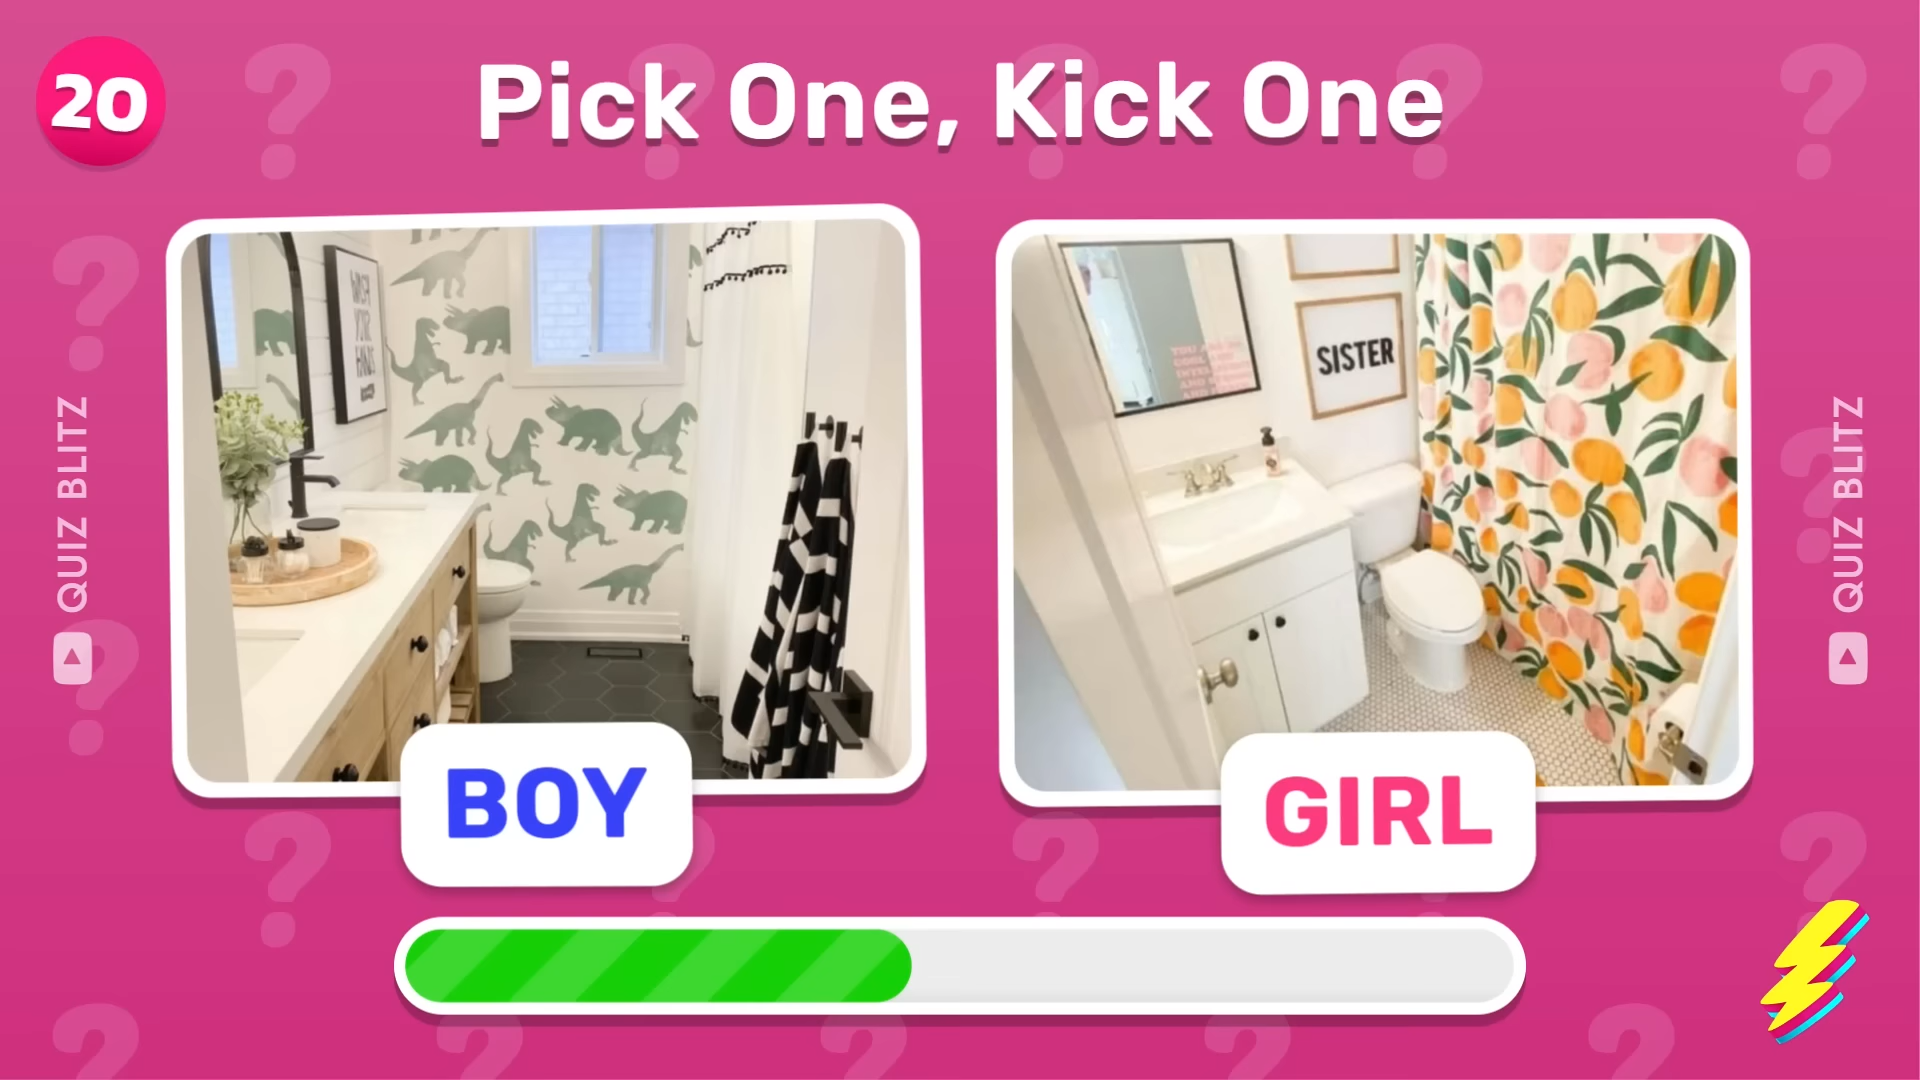 20
Pick One, Kick One
WASH
YOUR
HANDS
SISTER
QUIZ BLITZ
QUIZ BLITZ
BOY
GIRL